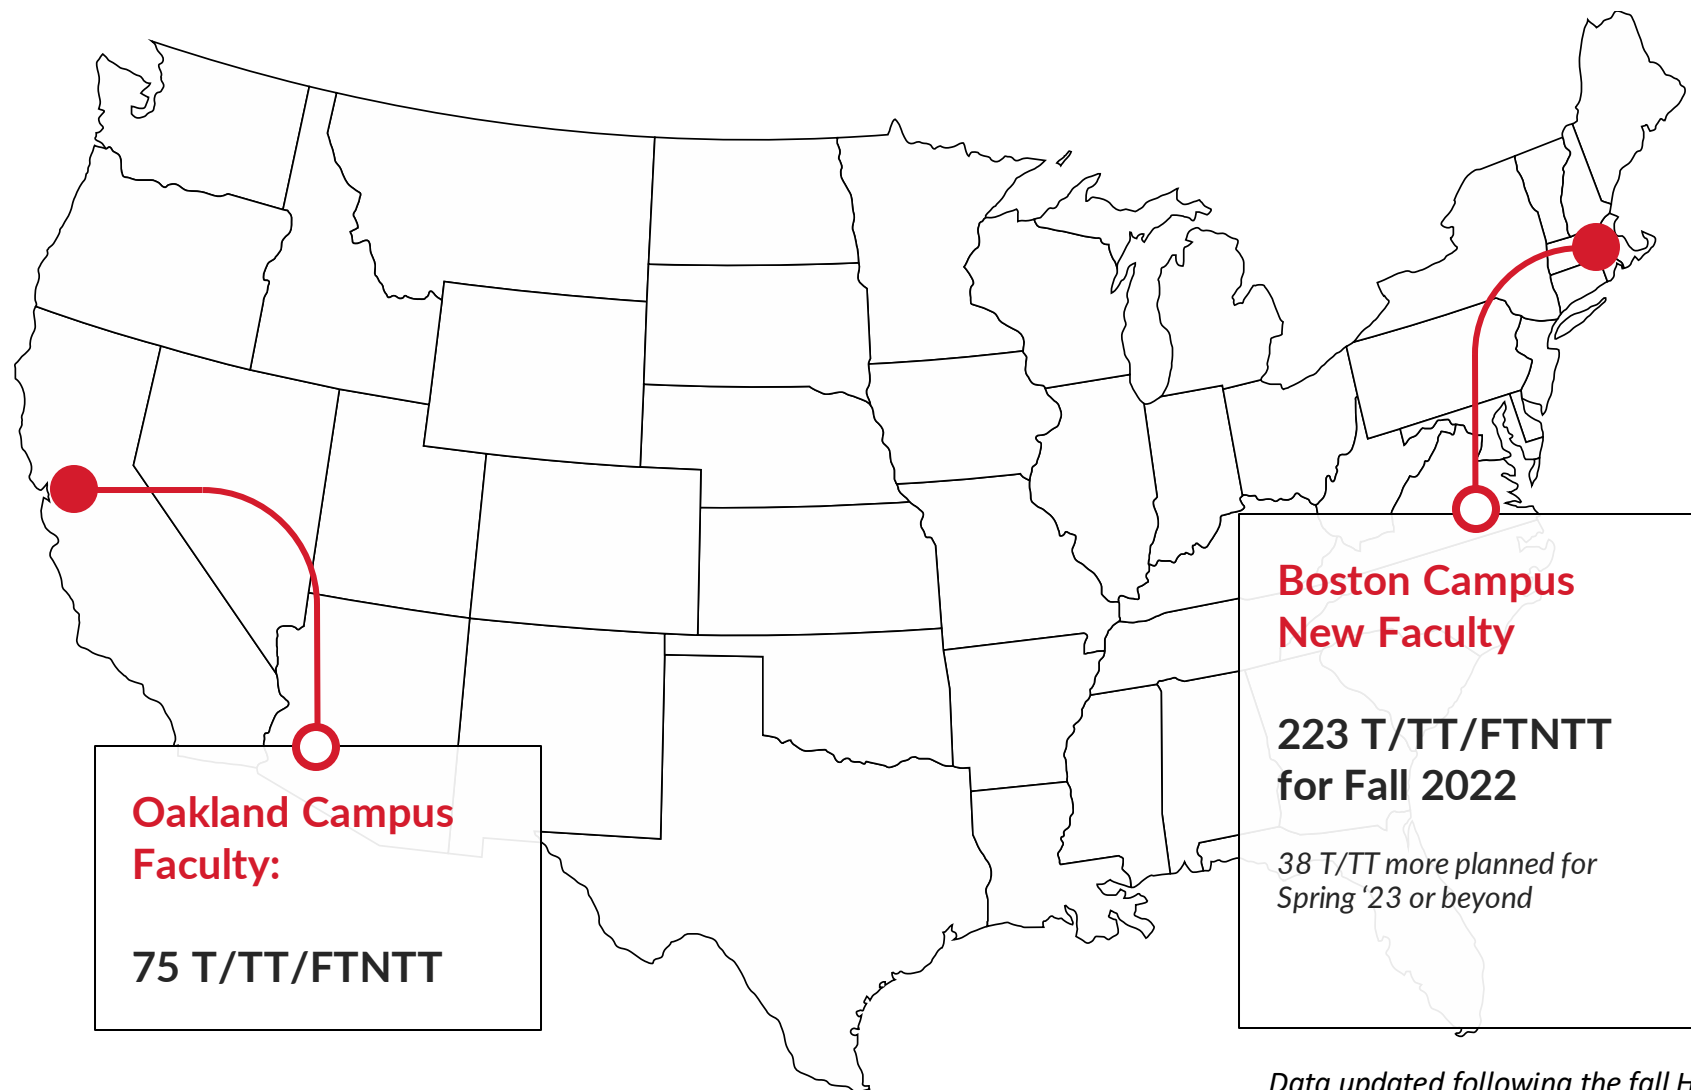 Oakland Campus
Faculty:
75 T/TT/FTNTT
Boston Campus
New Faculty
223 T/TT/FTNTT
for Fall 2022
38 T/TT more planned for
Spring ‘23 or beyond
Data updated following the fall H